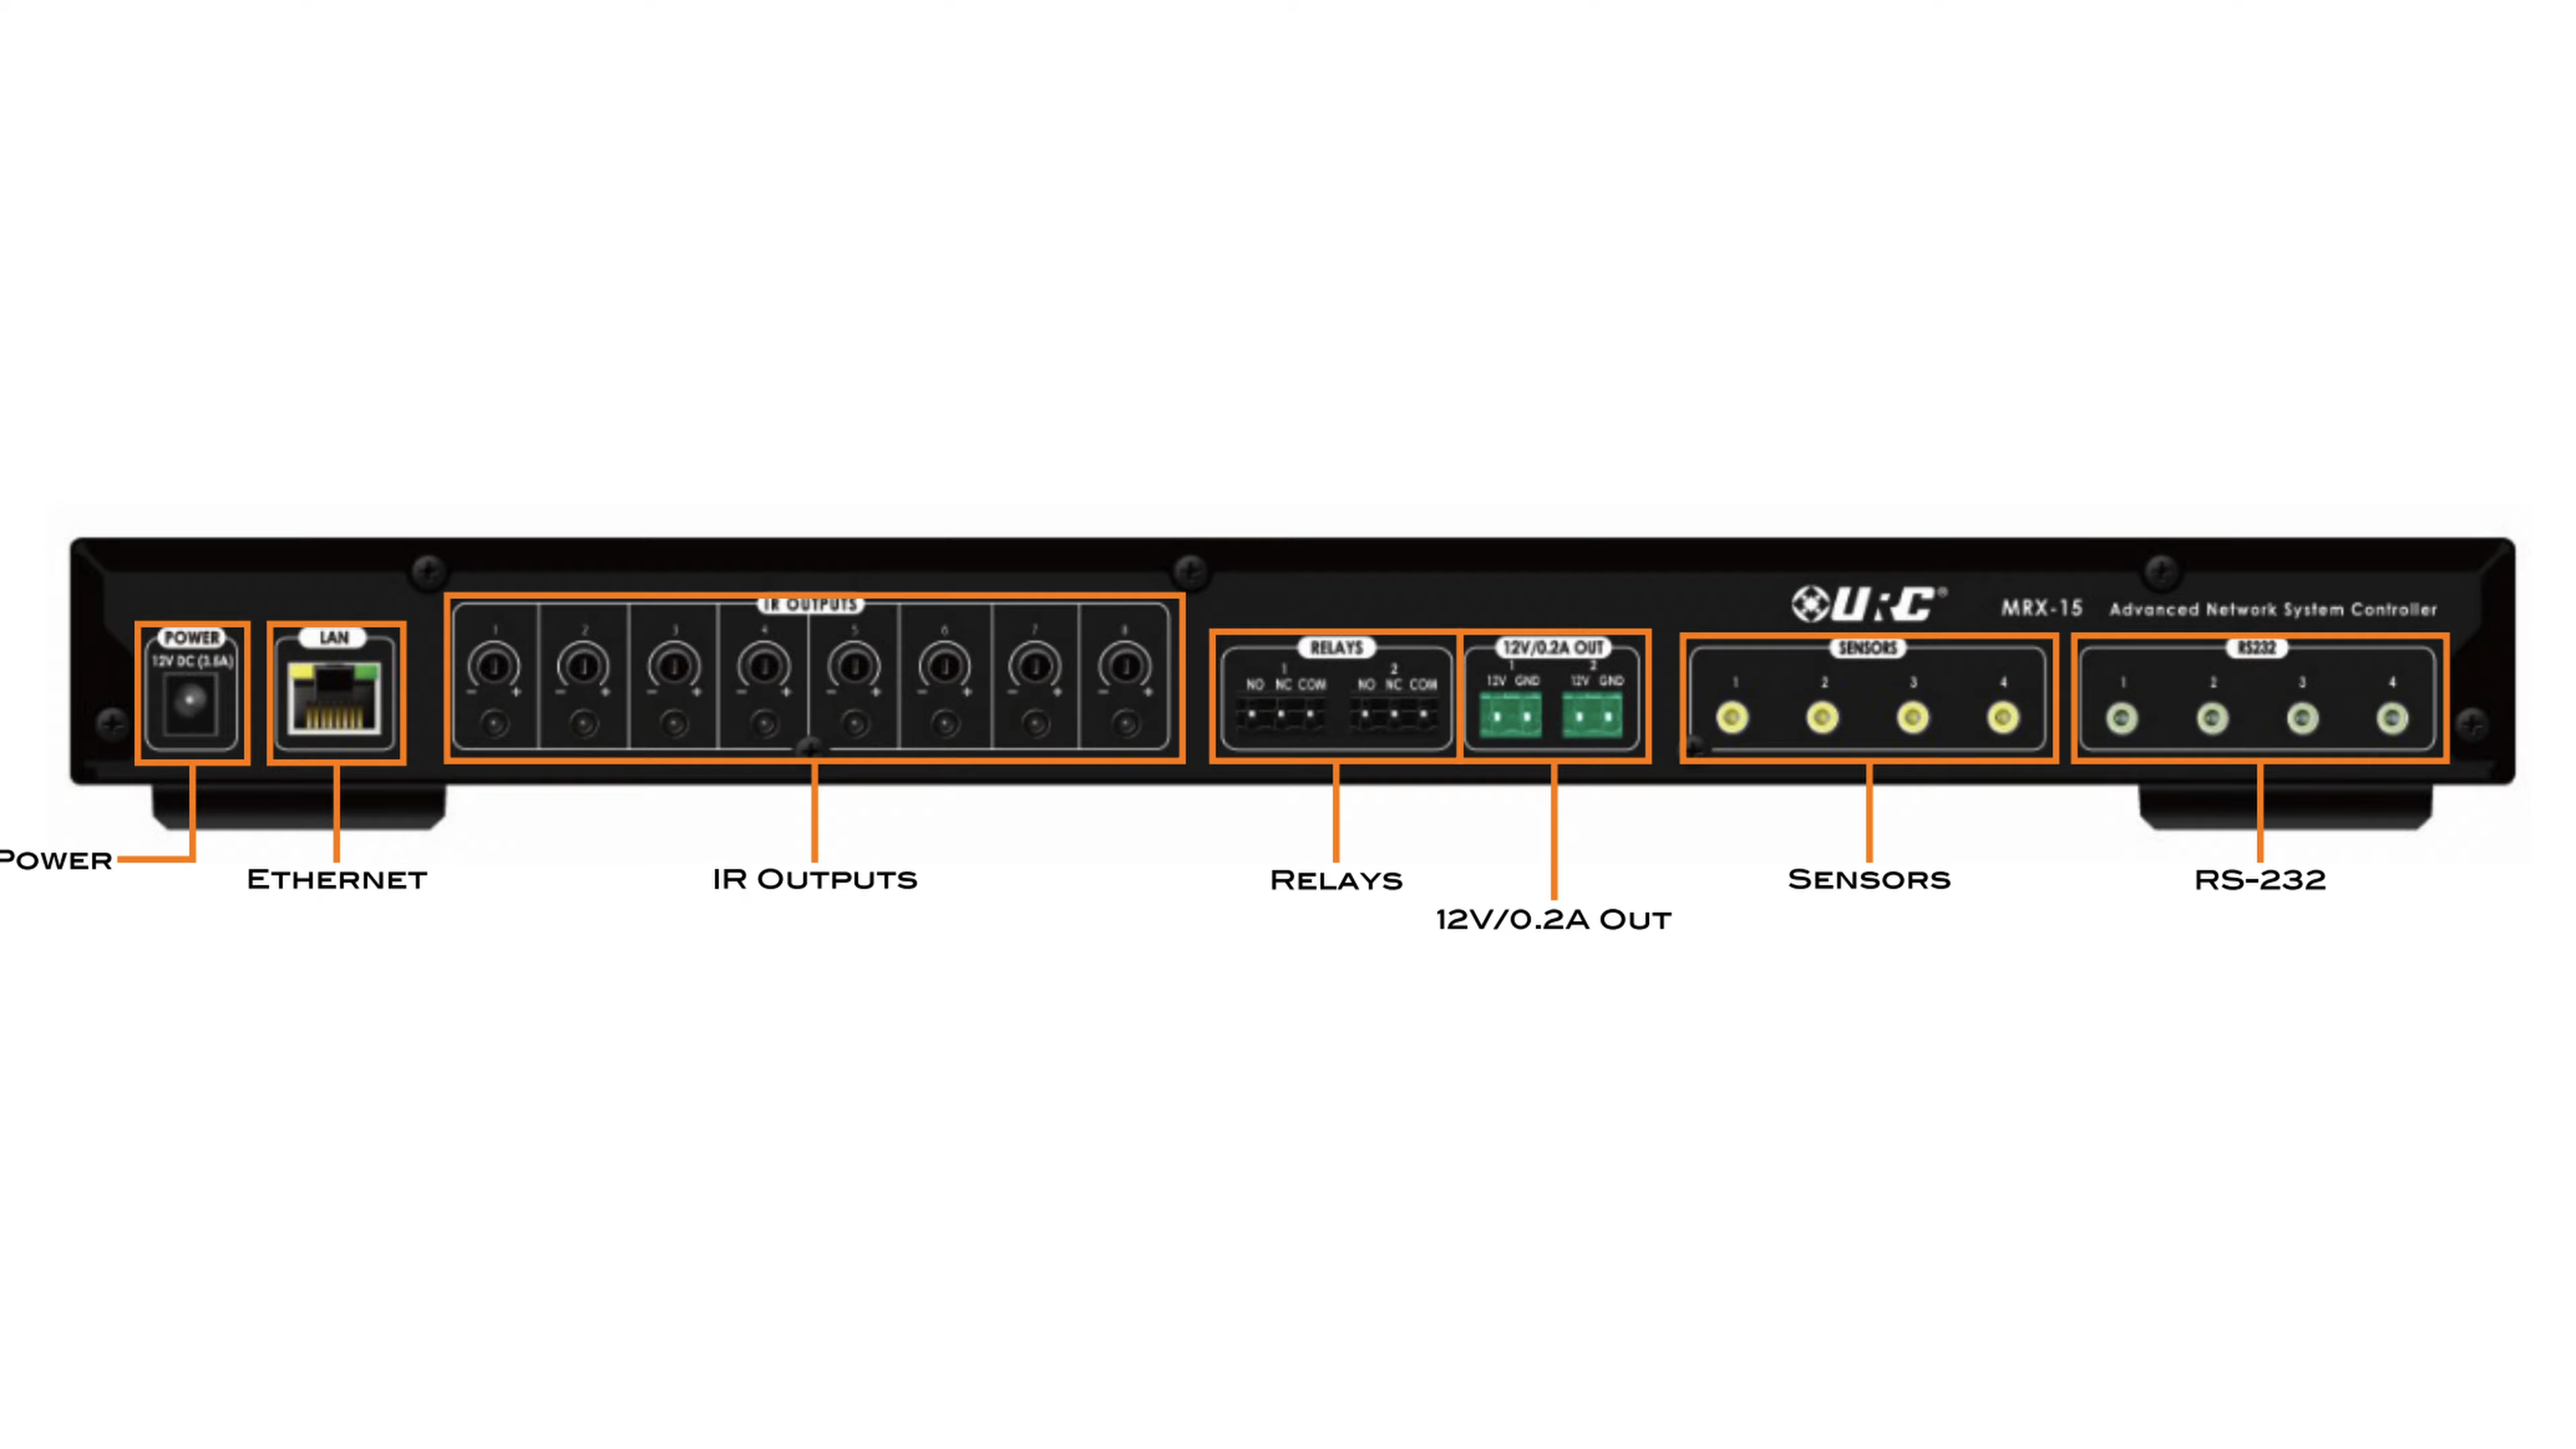 URC® MRX-15 Advanced Network System Controller
POWER
12V DC (3.5A)
LAN
IR OUTPUTS
1 2 3 4 5 6 7 8
- + - + - + - + - + - + - + - +
RELAYS
1 2
NO NC COM NO NC COM
12V/0.2A OUT
1 2
12V GND 12V GND
SENSORS
1 2 3 4
RS232
1 2 3 4
POWER
ETHERNET
IR OUTPUTS
RELAYS
12V/0.2A OUT
SENSORS
RS-232